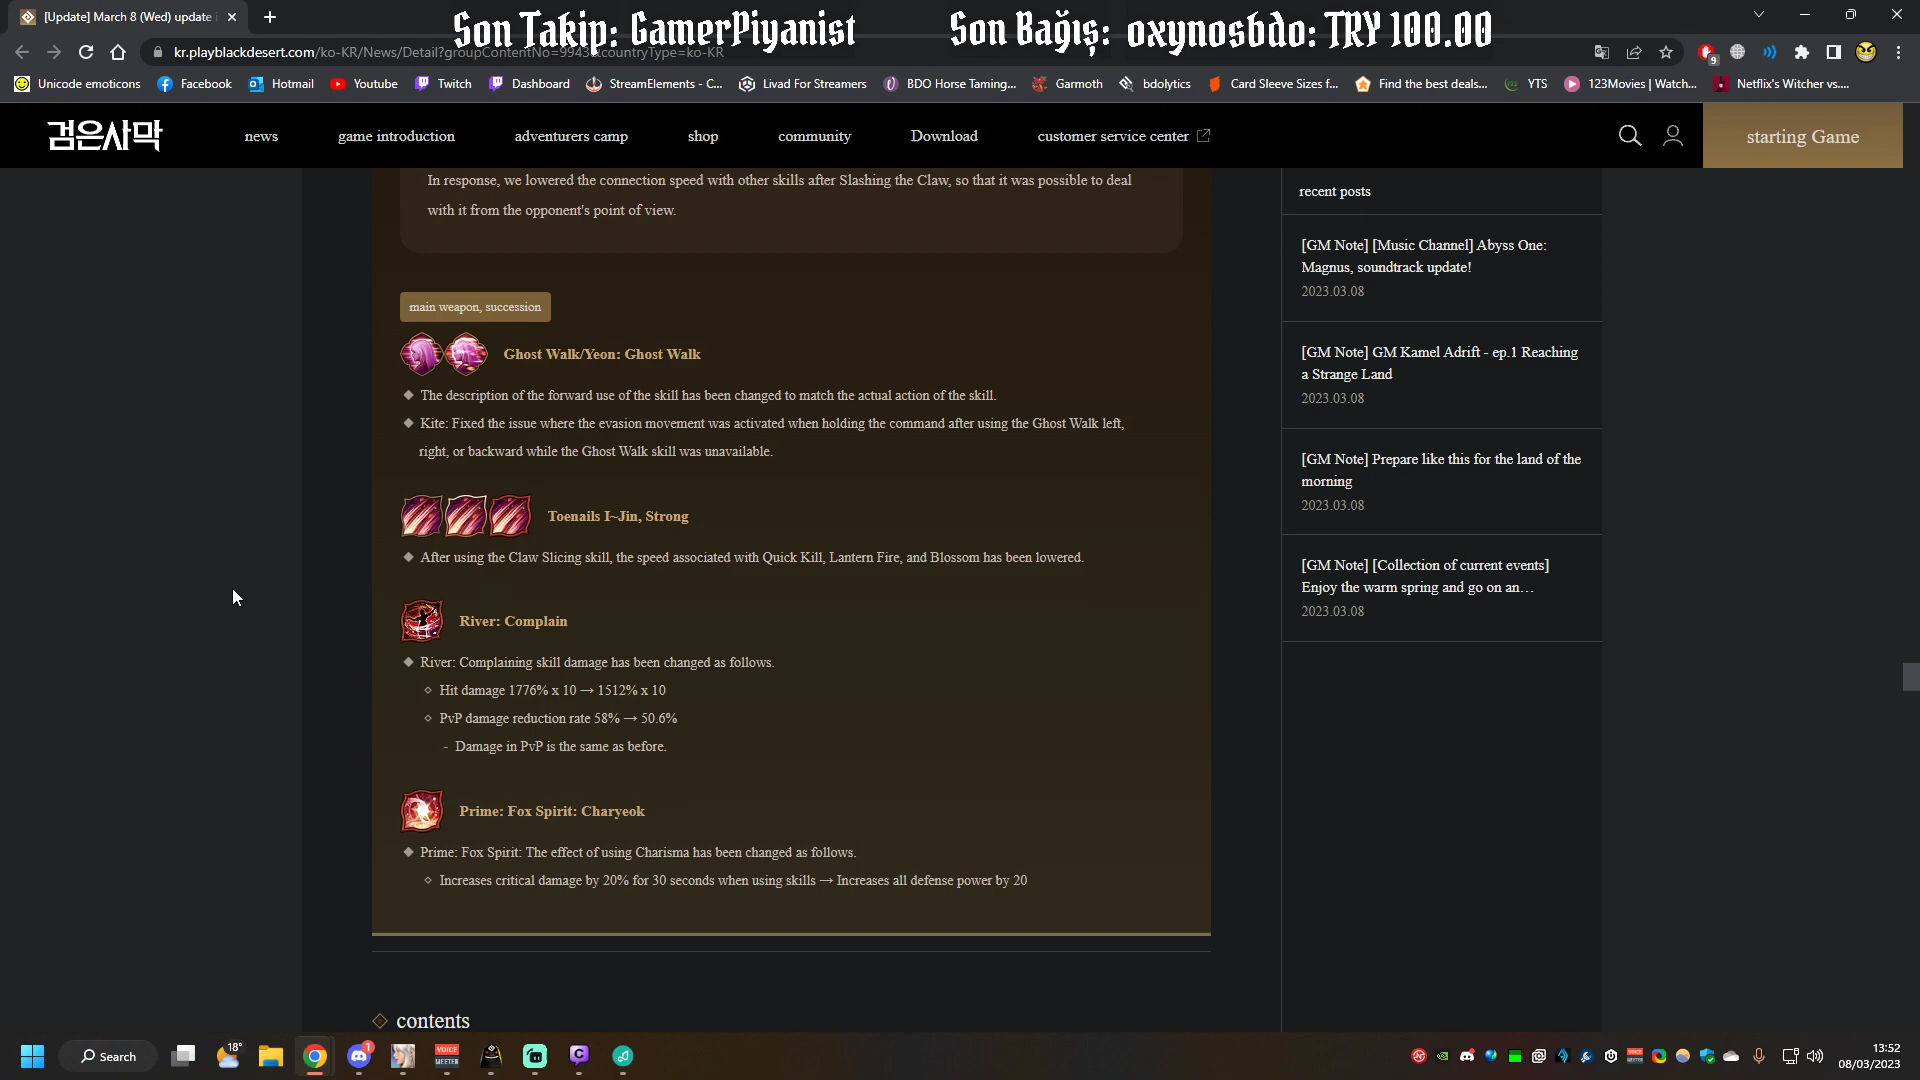 [Update] March 8 (Wed) update i
Son Takip: GamerPiyanist
Son Bağış: oxynosbdo: TRY 100.00
kr.playblackdesert.com/ko-KR/News/Detail?groupContentNo=9943&countryType=ko-KR
9
Unicode emoticons
Facebook
Hotmail
Youtube
Twitch
Dashboard
StreamElements - C...
Livad For Streamers
BDO Horse Taming...
Garmoth
bdolytics
Card Sleeve Sizes f...
Find the best deals...
YTS
123Movies | Watch...
Netflix's Witcher vs....
검은사막
news
game introduction
adventurers camp
shop
community
Download
customer service center
starting Game
In response, we lowered the connection speed with other skills after Slashing the Claw, so that it was possible to deal
with it from the opponent's point of view.
main weapon, succession
Ghost Walk/Yeon: Ghost Walk
The description of the forward use of the skill has been changed to match the actual action of the skill.
Kite: Fixed the issue where the evasion movement was activated when holding the command after using the Ghost Walk left,
right, or backward while the Ghost Walk skill was unavailable.
Toenails I~Jin, Strong
After using the Claw Slicing skill, the speed associated with Quick Kill, Lantern Fire, and Blossom has been lowered.
River: Complain
River: Complaining skill damage has been changed as follows.
Hit damage 1776% x 10 → 1512% x 10
PvP damage reduction rate 58% → 50.6%
- Damage in PvP is the same as before.
Prime: Fox Spirit: Charyeok
Prime: Fox Spirit: The effect of using Charisma has been changed as follows.
Increases critical damage by 20% for 30 seconds when using skills → Increases all defense power by 20
contents
recent posts
[GM Note] [Music Channel] Abyss One:
Magnus, soundtrack update!
2023.03.08
[GM Note] GM Kamel Adrift - ep.1 Reaching
a Strange Land
2023.03.08
[GM Note] Prepare like this for the land of the
morning
2023.03.08
[GM Note] [Collection of current events]
Enjoy the warm spring and go on an…
2023.03.08
Search
18°
1
VOICE
MEETER
13:52
08/03/2023